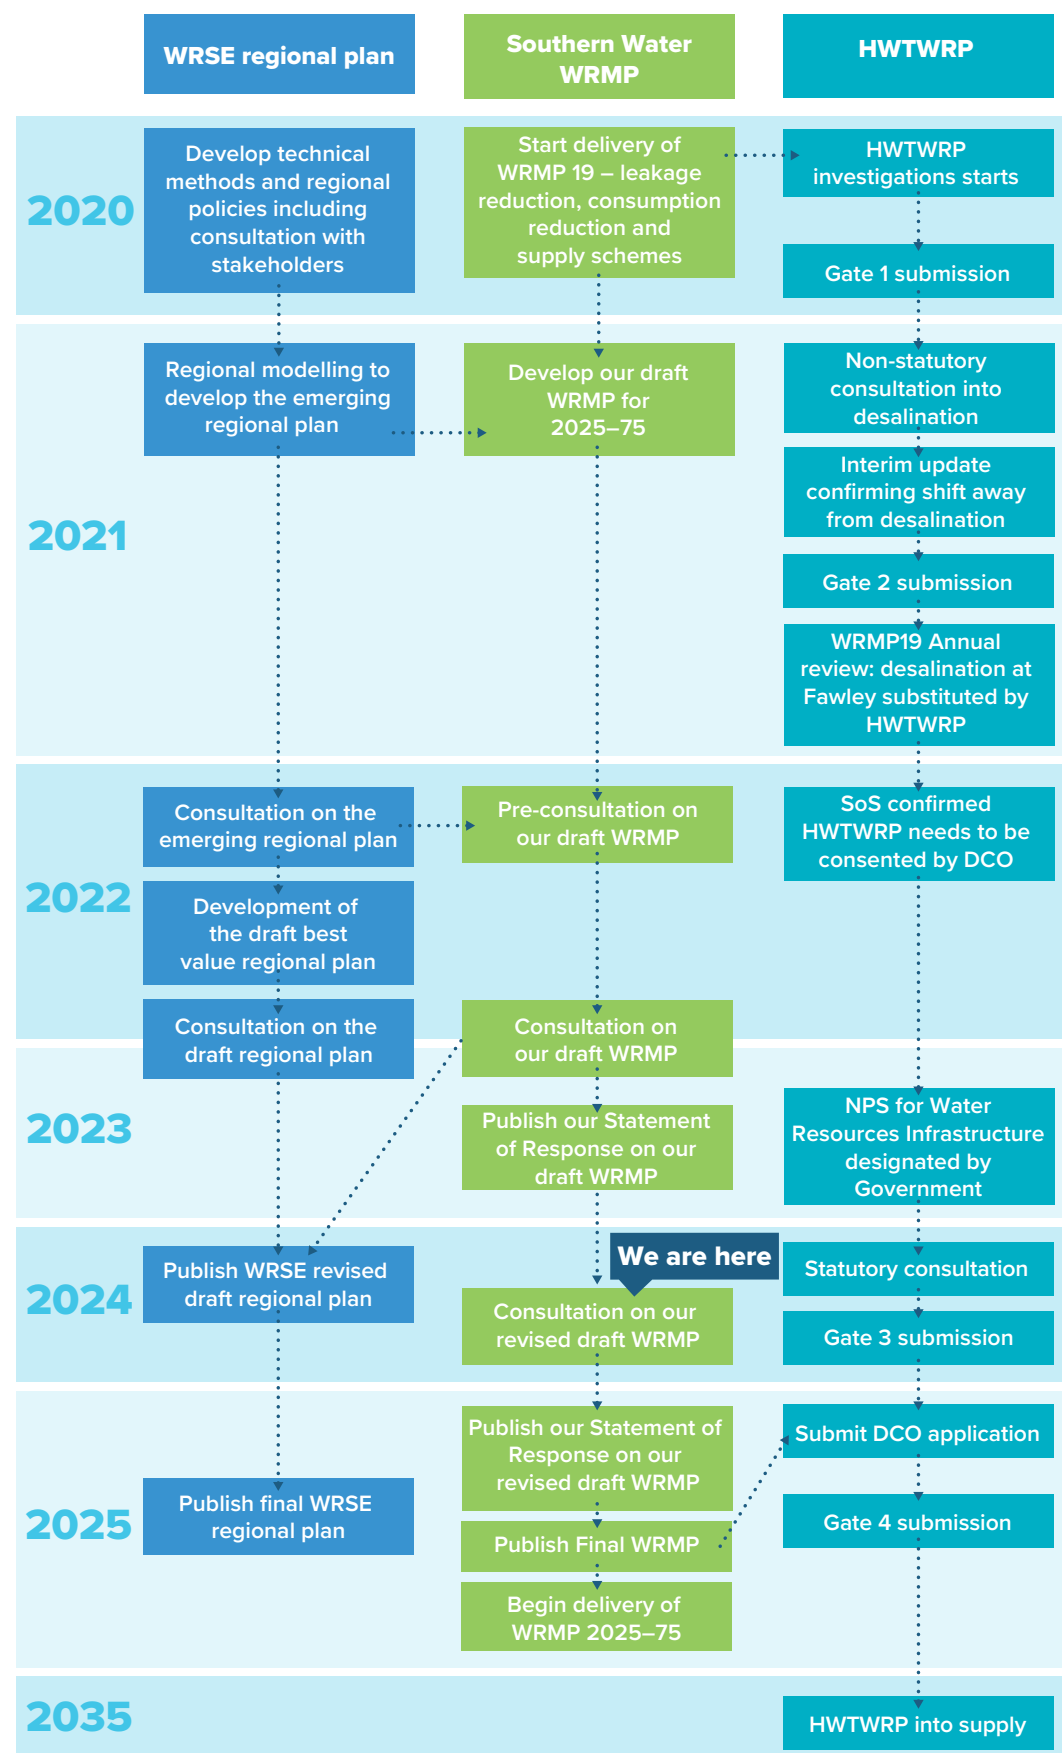 WRSE regional plan
Southern Water
WRMP
HWTWRP
2020
Develop technical
methods and regional
policies including
consultation with
stakeholders
Start delivery of
WRMP 19 – leakage
reduction, consumption
reduction and
supply schemes
HWTWRP
investigations starts
Gate 1 submission
2021
Regional modelling to
develop the emerging
regional plan
Develop our draft
WRMP for
2025–75
Non-statutory
consultation into
desalination
Interim update
confirming shift away
from desalination
Gate 2 submission
WRMP19 Annual
review: desalination at
Fawley substituted by
HWTWRP
2022
Consultation on the
emerging regional plan
Development of
the draft best
value regional plan
Consultation on the
draft regional plan
Pre-consultation on
our draft WRMP
Consultation on
our draft WRMP
SoS confirmed
HWTWRP needs to be
consented by DCO
2023
Publish our Statement
of Response on our
draft WRMP
NPS for Water
Resources Infrastructure
designated by
Government
2024
Publish WRSE revised
draft regional plan
We are here
Consultation on our
revised draft WRMP
Statutory consultation
Gate 3 submission
2025
Publish final WRSE
regional plan
Publish our Statement of
Response on our
revised draft WRMP
Publish Final WRMP
Begin delivery of
WRMP 2025–75
Submit DCO application
Gate 4 submission
2035
HWTWRP into supply